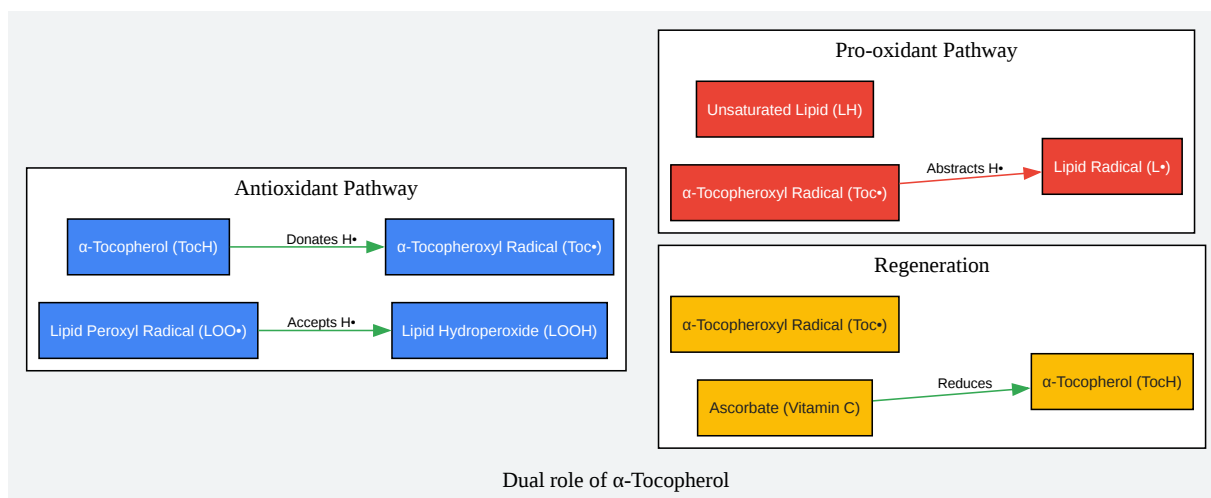 Antioxidant Pathway
α-Tocopherol (TocH)
Donates H•
α-Tocopheroxyl Radical (Toc•)
Lipid Peroxyl Radical (LOO•)
Accepts H•
Lipid Hydroperoxide (LOOH)
Pro-oxidant Pathway
Unsaturated Lipid (LH)
α-Tocopheroxyl Radical (Toc•)
Abstracts H•
Lipid Radical (L•)
Regeneration
α-Tocopheroxyl Radical (Toc•)
Ascorbate (Vitamin C)
Reduces
α-Tocopherol (TocH)
Dual role of α-Tocopherol